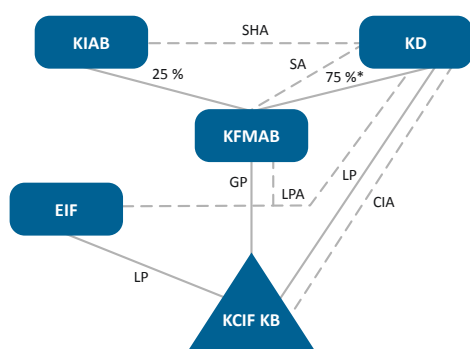 KIAB
SHA
KD
SA
25 %
75 %*
KFMAB
GP
LPA
LP
CIA
EIF
LP
KCIF KB